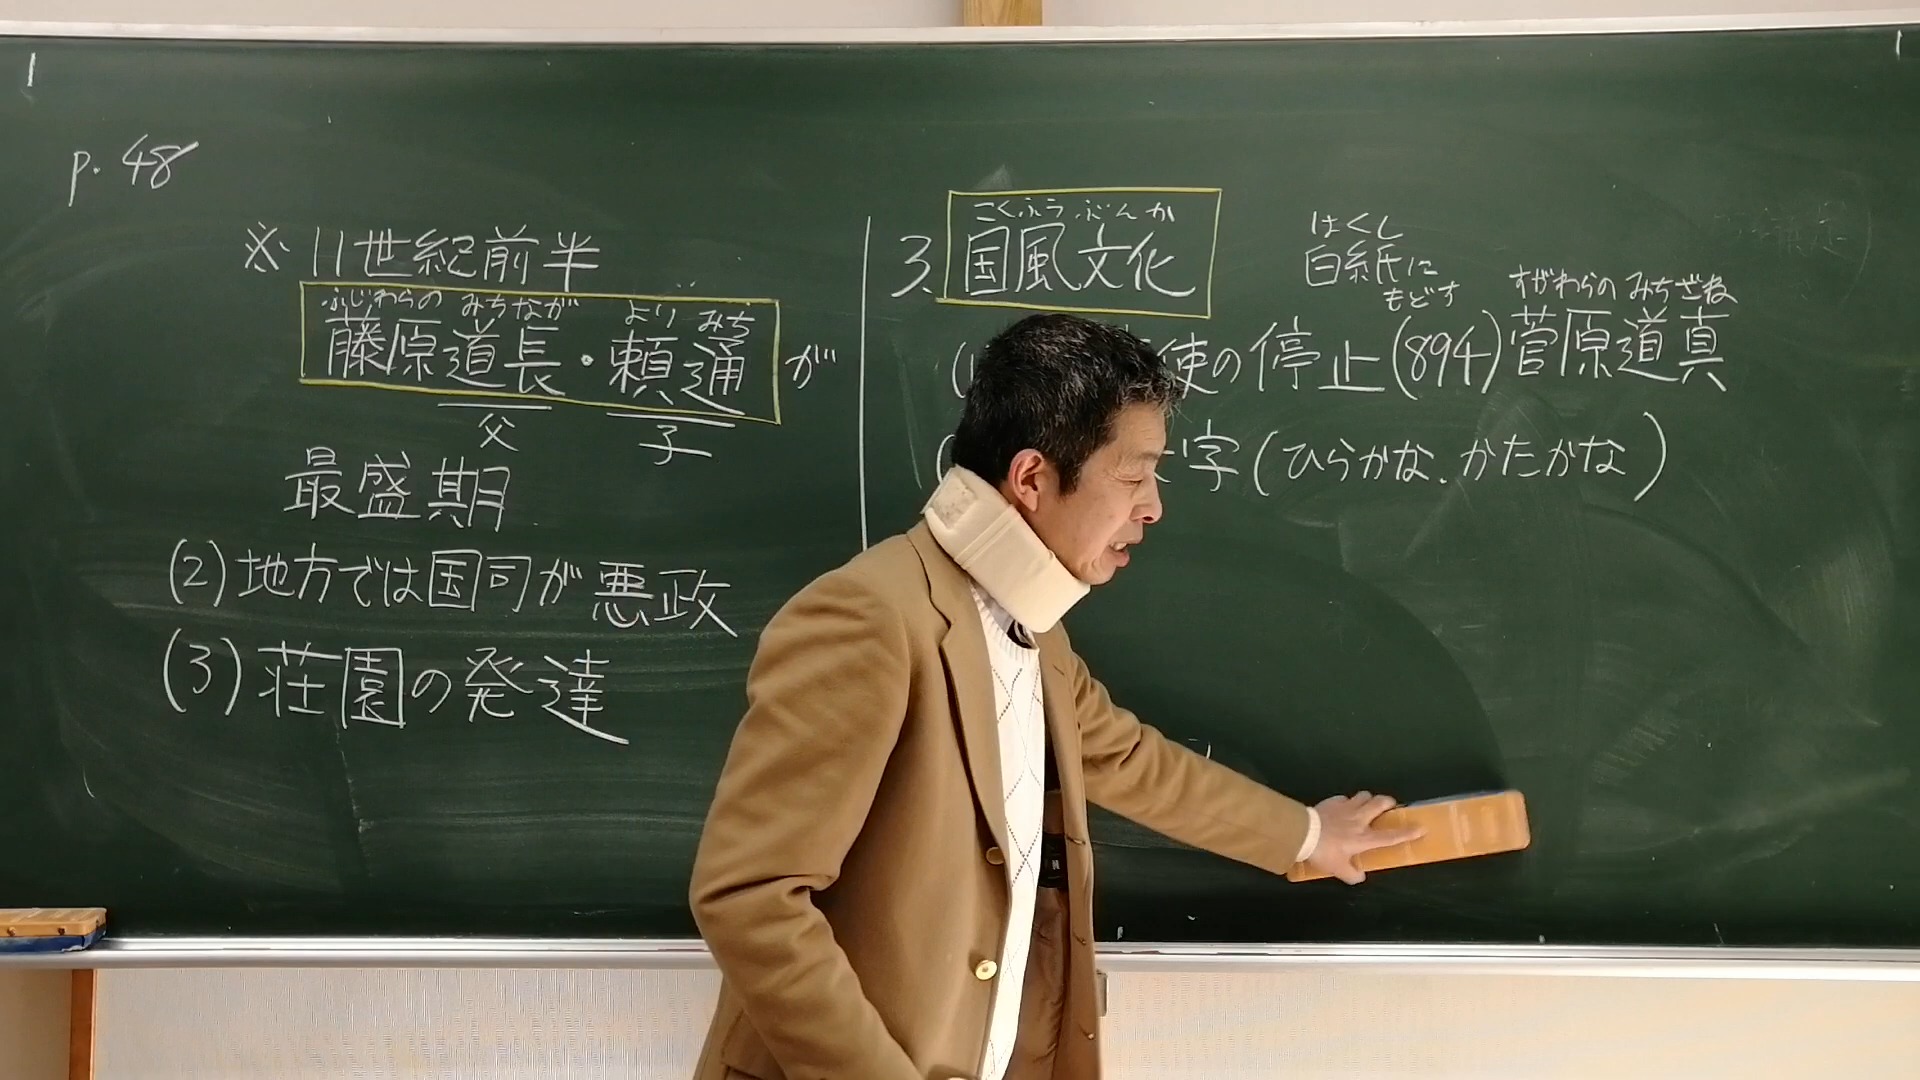 p. 48
※ 11世紀前半
ふじわらの みちなが より みち
藤原道長・頼通 が
父 子
最盛期
(2) 地方では国司が悪政
(3) 荘園の発達
こくふうぶんか
3. 国風文化
はくし
白紙に
もどす
すがわらの みちざね
使の停止(894)菅原道真
字(ひらがな、かたかな)